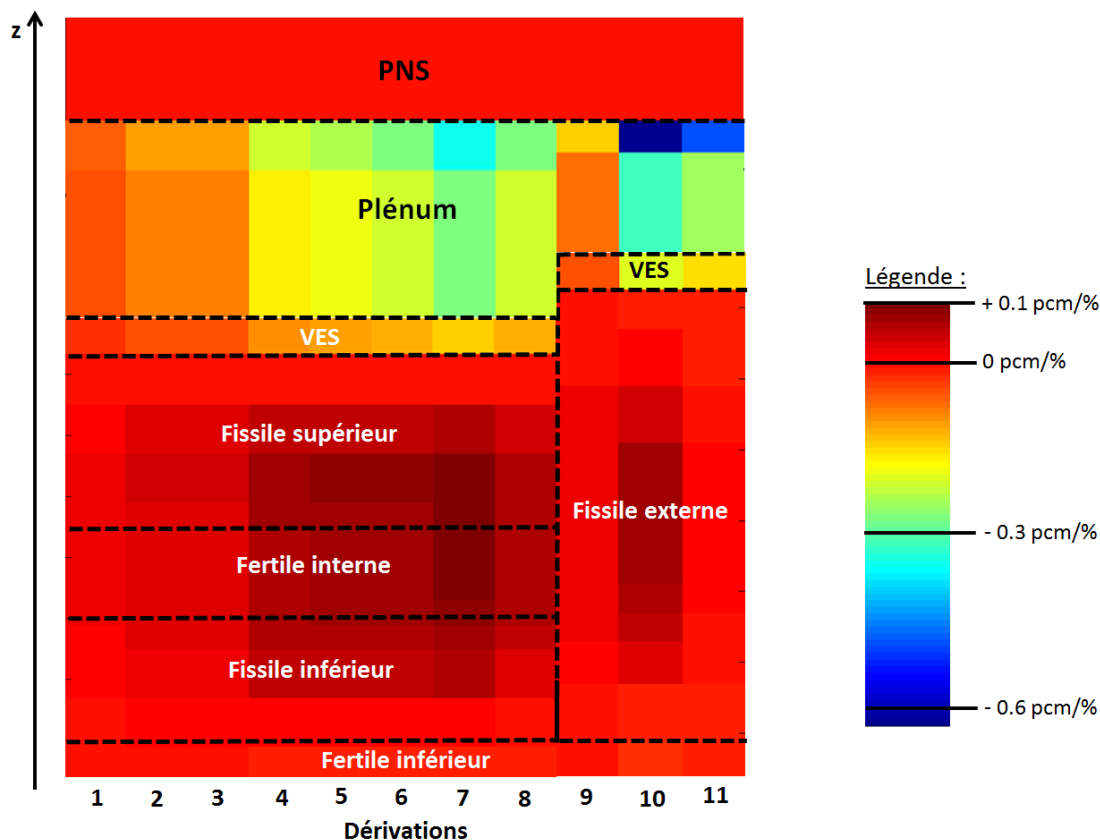 z
PNS
Plénum
VES
VES
Fissile supérieur
Fissile externe
Fertile interne
Fissile inférieur
Fertile inférieur
1 2 3 4 5 6 7 8 9 10 11
Dérivations
Légende :
+ 0.1 pcm/%
0 pcm/%
- 0.3 pcm/%
- 0.6 pcm/%